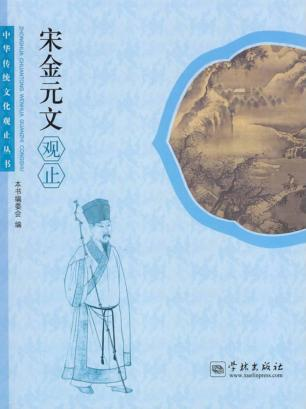 宋金元文
观止
本书编委会 编
中华传统文化观止丛书
ZHONGHUA CHUANTONG WENHUA GUANZHI CONGSHU
学林出版社
www.xuelinpress.com